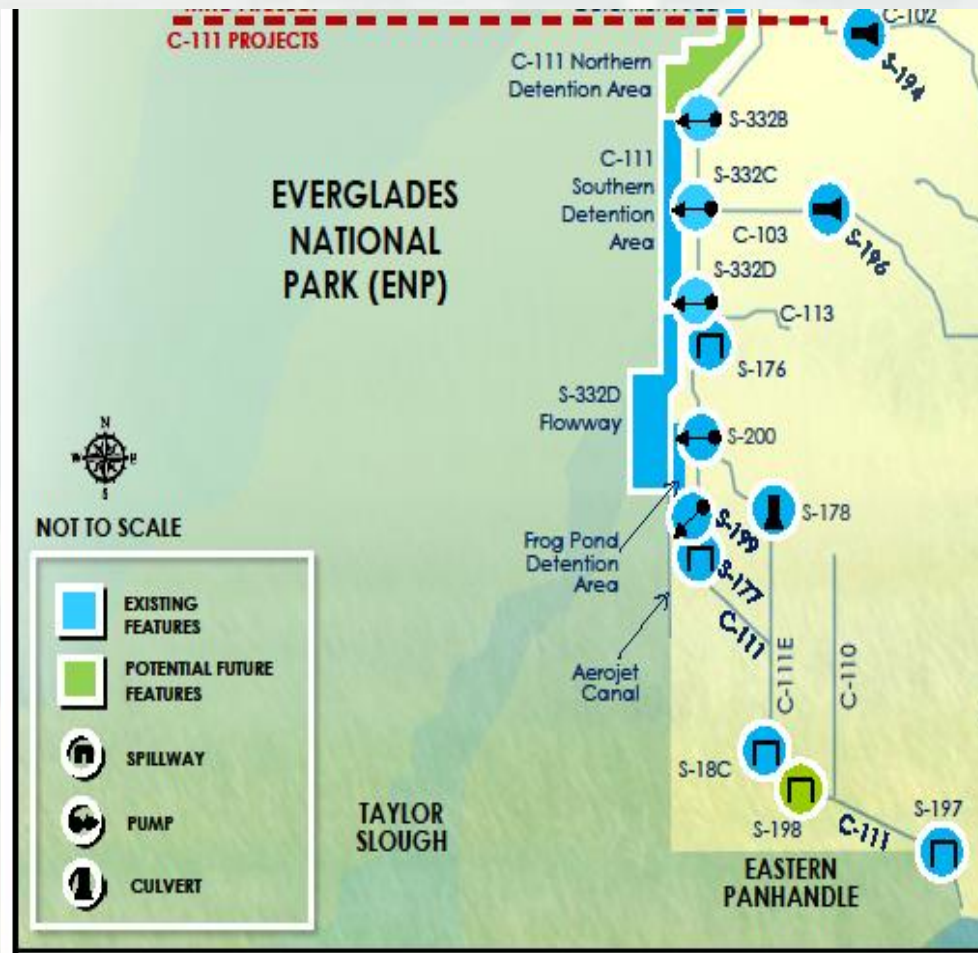 C-102
C-111 PROJECTS
S-194
C-111 Northern
Detention Area
S-332B
C-111
Southern
Detention
Area
S-332C
C-103
S-196
EVERGLADES
NATIONAL
PARK (ENP)
S-332D
C-113
S-176
S-332D
Flowway
S-200
N
W
E
S
NOT TO SCALE
S-178
S-199
Frog Pond
Detention
Area
S-177
C-111
Aerojet
Canal
C-111E
C-110
EXISTING
FEATURES
POTENTIAL FUTURE
FEATURES
SPILLWAY
PUMP
CULVERT
S-18C
S-198
C-111
S-197
TAYLOR
SLOUGH
EASTERN
PANHANDLE